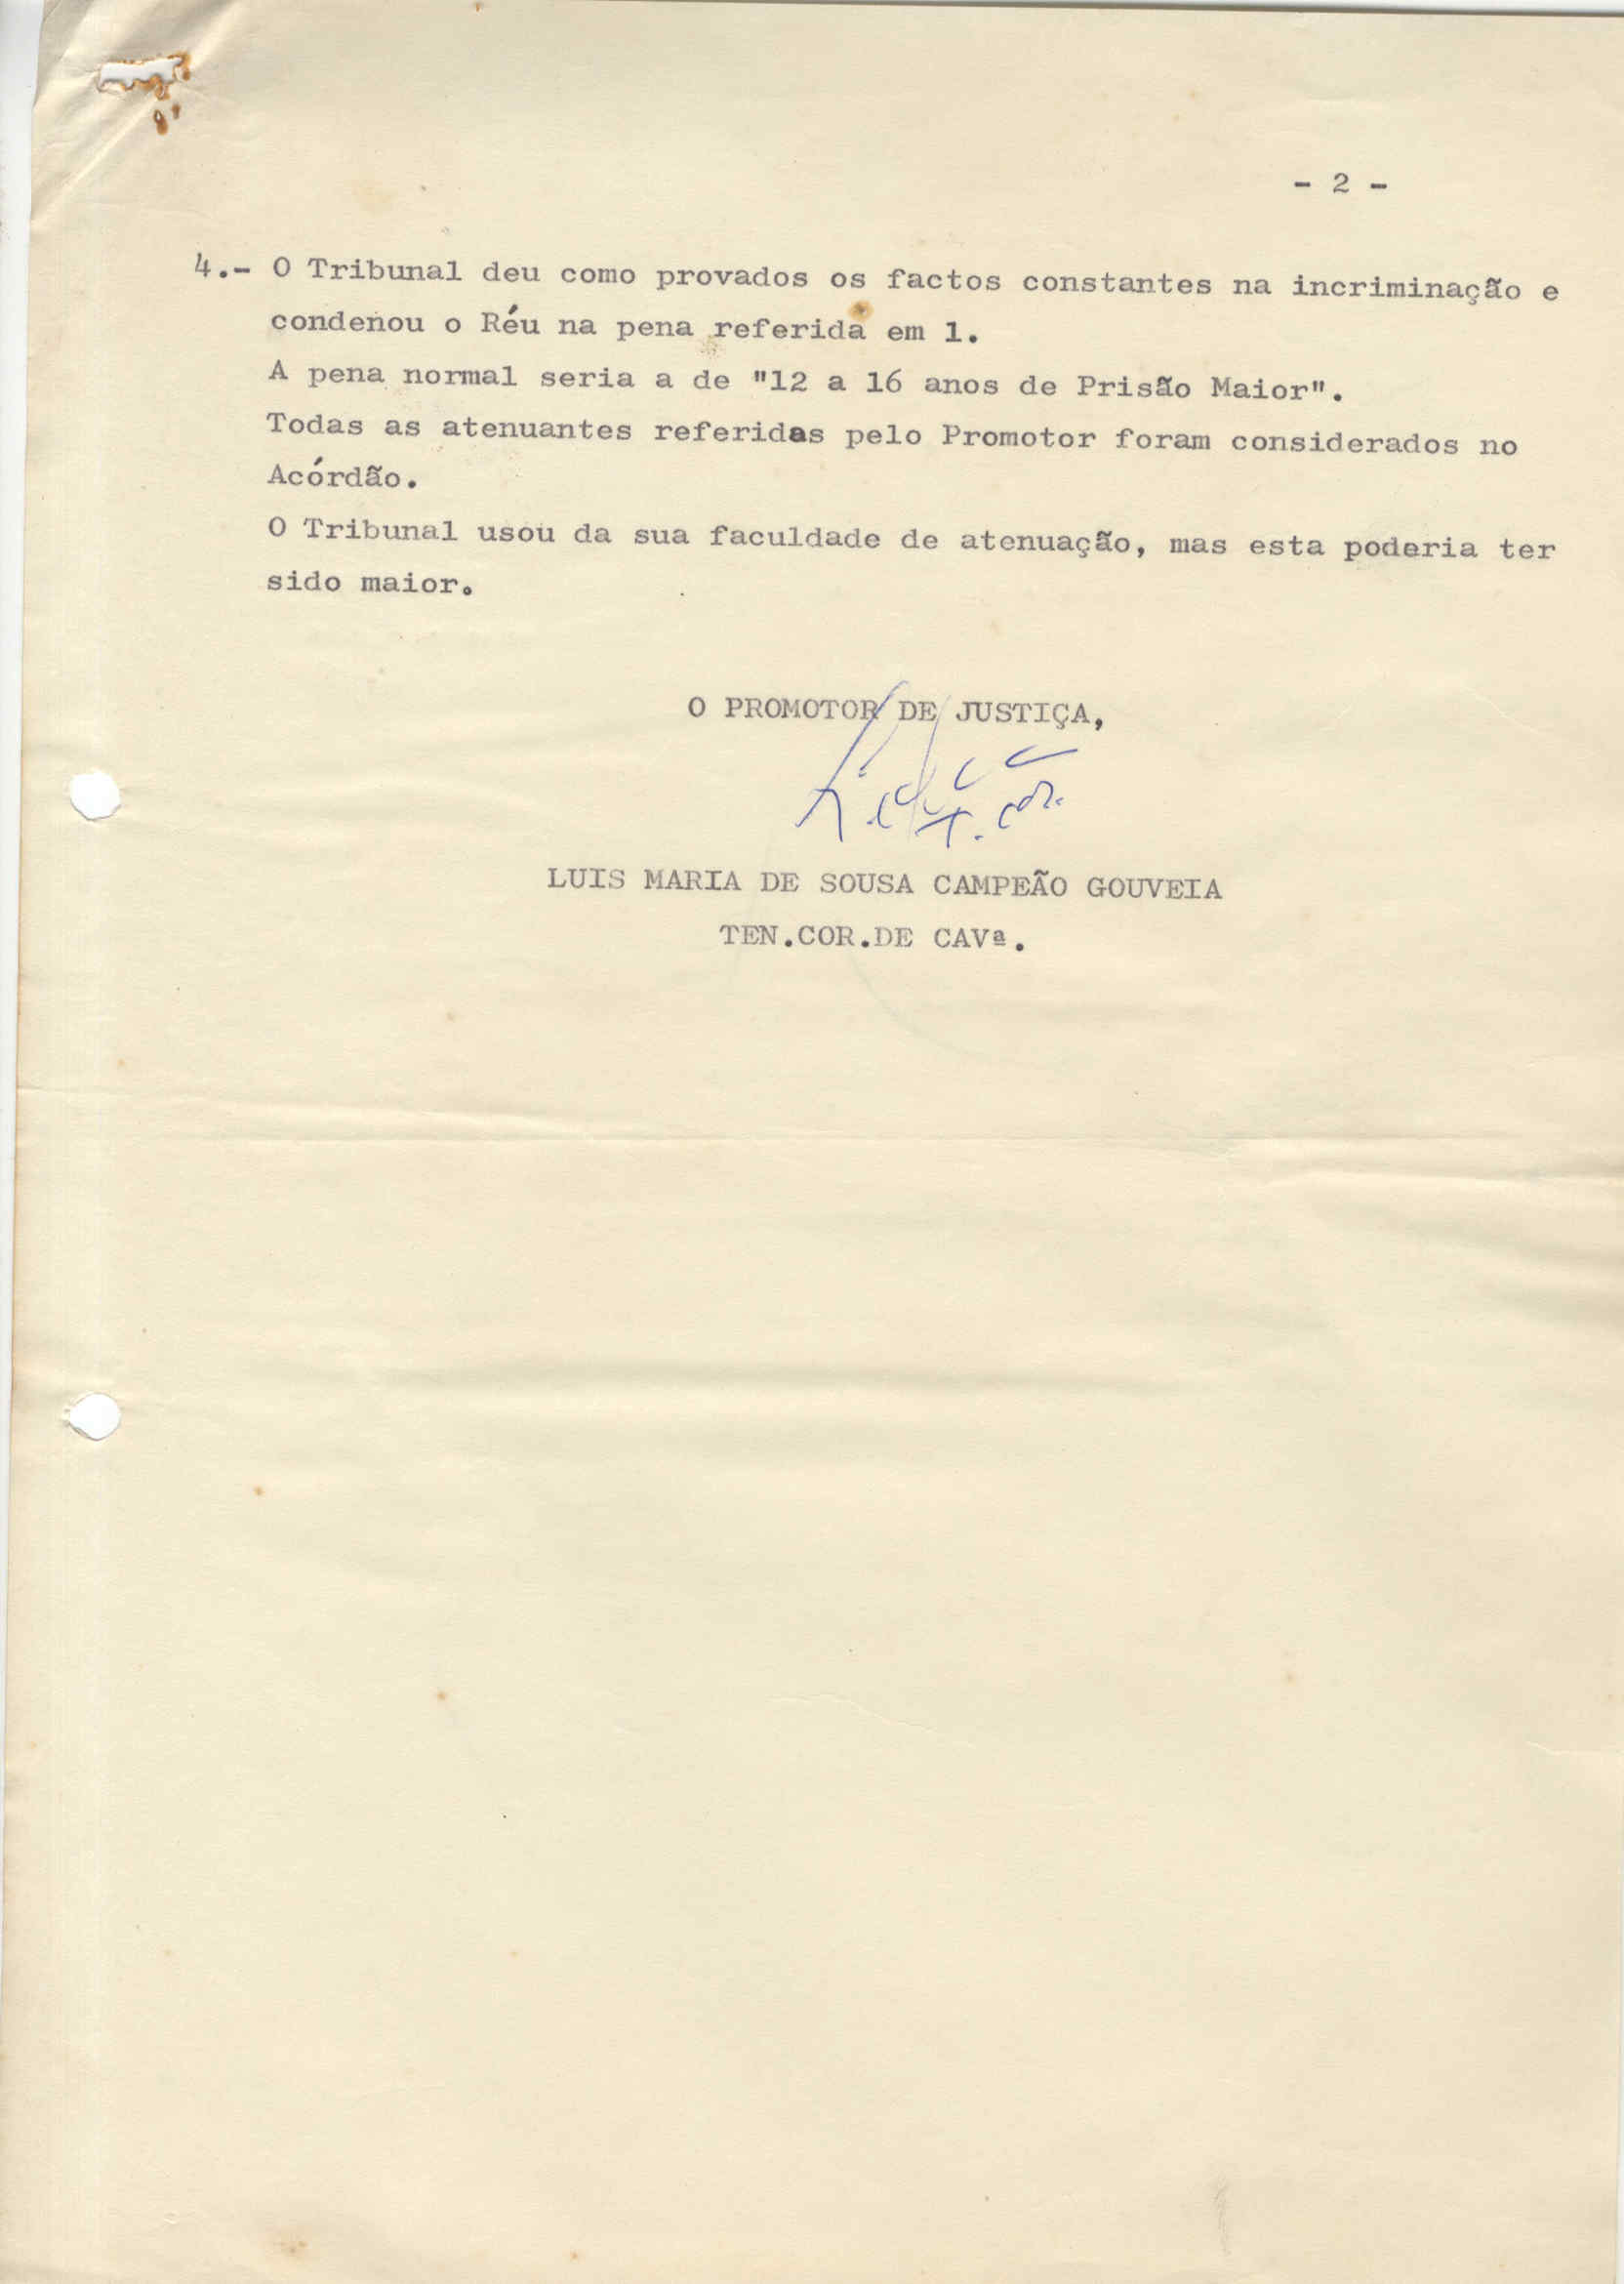 - 2 -
4.- O Tribunal deu como provados os factos constantes na incriminação e
condenou o Réu na pena referida em 1.
A pena normal seria a de "12 a 16 anos de Prisão Maior".
Todas as atenuantes referidas pelo Promotor foram considerados no
Acórdão.
O Tribunal usou da sua faculdade de atenuação, mas esta poderia ter
sido maior.
O PROMOTOR DE JUSTIÇA,
LUIS MARIA DE SOUSA CAMPEÃO GOUVEIA
TEN.COR.DE CAVª.